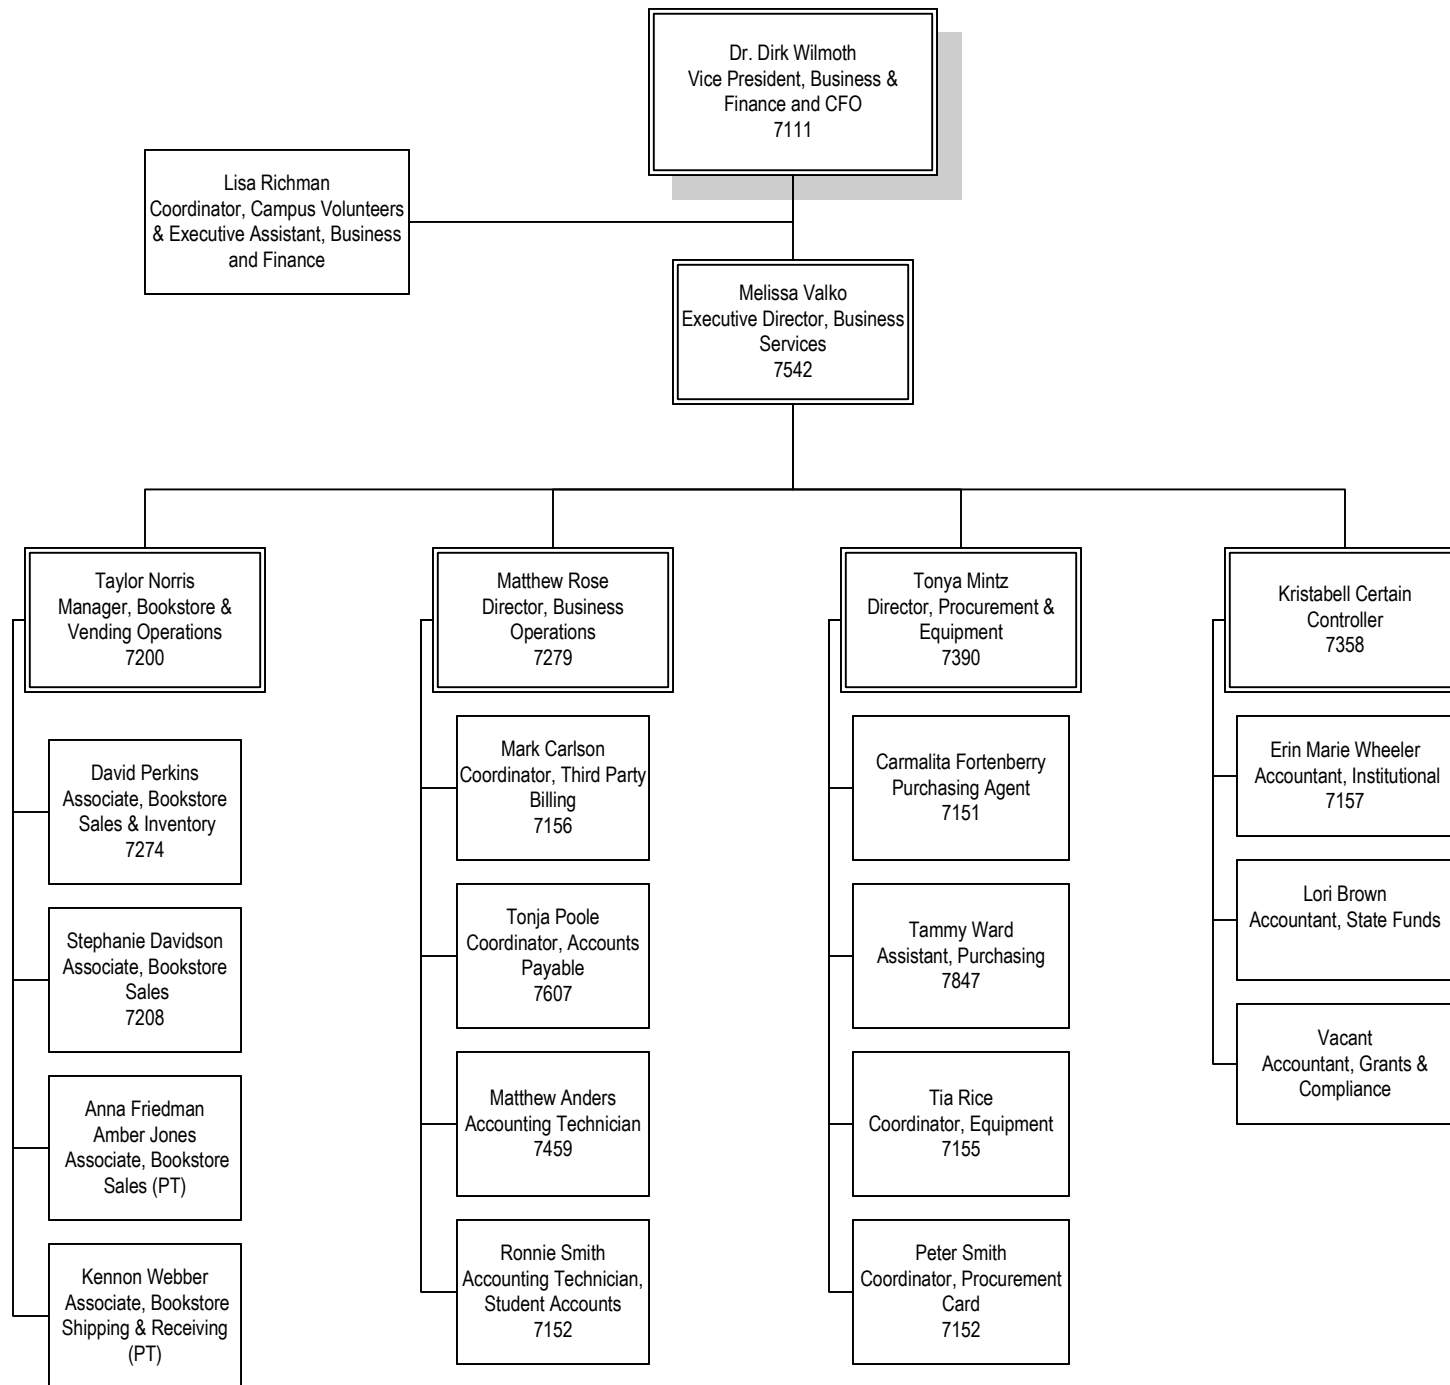 Dr. Dirk Wilmoth
Vice President, Business &
Finance and CFO
7111
Lisa Richman
Coordinator, Campus Volunteers
& Executive Assistant, Business
and Finance
Melissa Valko
Executive Director, Business
Services
7542
Taylor Norris
Manager, Bookstore &
Vending Operations
7200
David Perkins
Associate, Bookstore
Sales & Inventory
7274
Stephanie Davidson
Associate, Bookstore
Sales
7208
Anna Friedman
Amber Jones
Associate, Bookstore
Sales (PT)
Kennon Webber
Associate, Bookstore
Shipping & Receiving
(PT)
Matthew Rose
Director, Business
Operations
7279
Mark Carlson
Coordinator, Third Party
Billing
7156
Tonja Poole
Coordinator, Accounts
Payable
7607
Matthew Anders
Accounting Technician
7459
Ronnie Smith
Accounting Technician,
Student Accounts
7152
Tonya Mintz
Director, Procurement &
Equipment
7390
Carmalita Fortenberry
Purchasing Agent
7151
Tammy Ward
Assistant, Purchasing
7847
Tia Rice
Coordinator, Equipment
7155
Peter Smith
Coordinator, Procurement
Card
7152
Kristabell Certain
Controller
7358
Erin Marie Wheeler
Accountant, Institutional
7157
Lori Brown
Accountant, State Funds
Vacant
Accountant, Grants &
Compliance